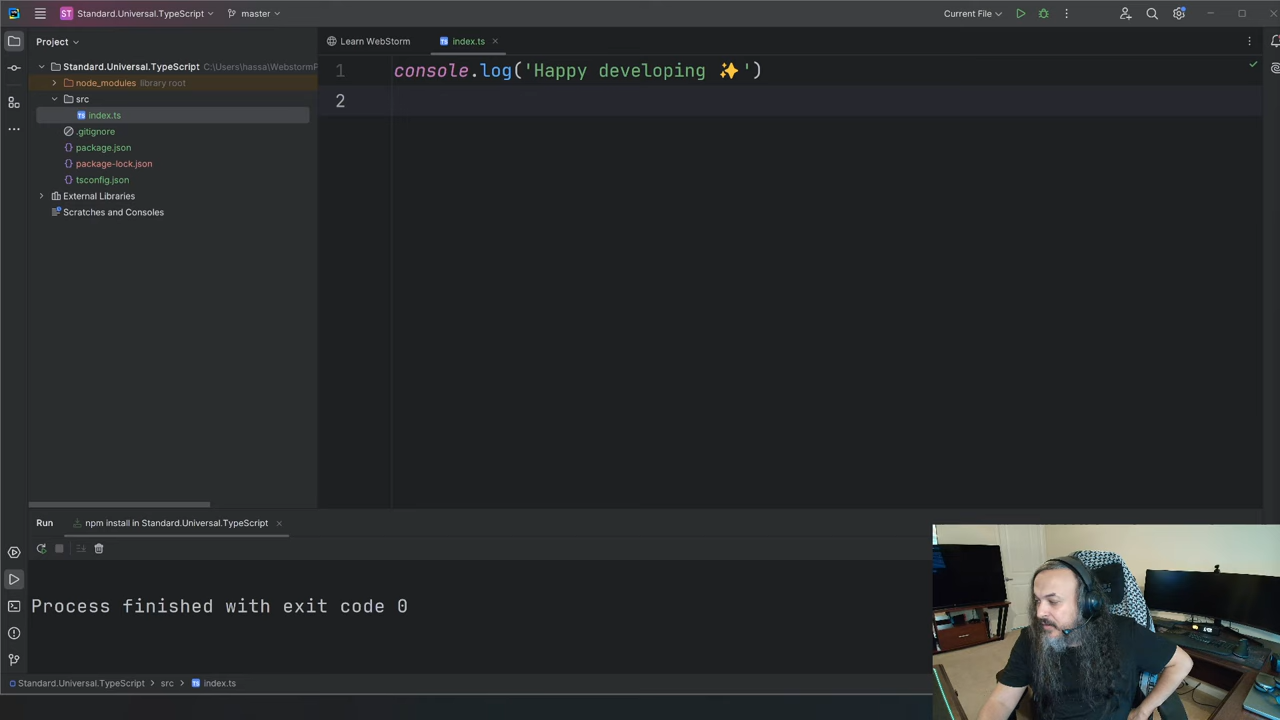 ST Standard.Universal.TypeScript master Current File
Project
Learn WebStorm index.ts
Standard.Universal.TypeScript C:\Users\hassa\WebstormP
node_modules library root
src
TS index.ts
.gitignore
package.json
package-lock.json
tsconfig.json
External Libraries
Scratches and Consoles
1 console.log('Happy developing ✨')
2
Run npm install in Standard.Universal.TypeScript
Process finished with exit code 0
Standard.Universal.TypeScript > src > TS index.ts